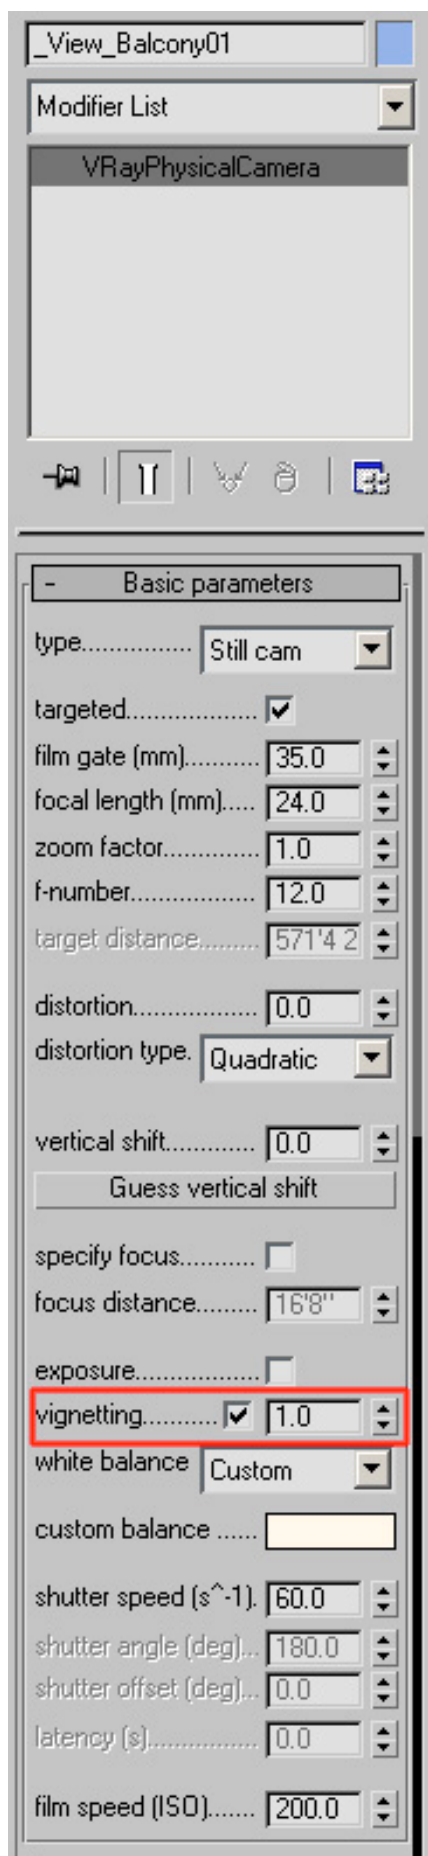 _View_Balcony01
Modifier List
VRayPhysicalCamera
- Basic parameters
type................ Still cam
targeted...................
film gate (mm)........... 35.0
focal length (mm)..... 24.0
zoom factor.............. 1.0
f-number................... 12.0
target distance......... 571'4 2
distortion................... 0.0
distortion type. Quadratic
vertical shift............. 0.0
Guess vertical shift
specify focus...........
focus distance......... 16'8"
exposure...................
vignetting........... 1.0
white balance Custom
custom balance ......
shutter speed (s^-1). 60.0
shutter angle (deg)... 180.0
shutter offset (deg)... 0.0
latency (s)................ 0.0
film speed (ISO)....... 200.0